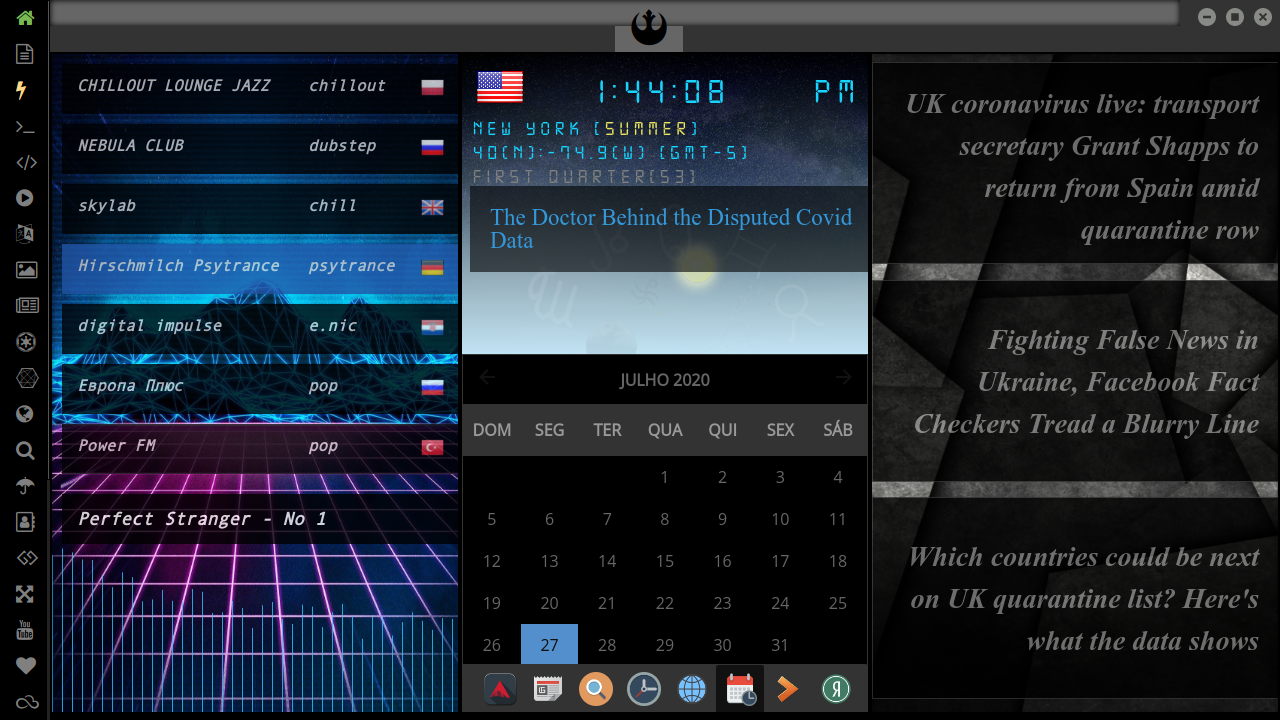 CHILLOUT LOUNGE JAZZ chillout
NEBULA CLUB dubstep
skylab chill
Hirschmilch Psytrance psytrance
digital impulse e.nic
Европа Плюс pop
Power FM pop
Perfect Stranger - No 1
1:44:08 PM
NEW YORK (SUMMER)
40(N):-74.9(W) (GMT-5)
FIRST QUARTER(53)
The Doctor Behind the Disputed Covid
Data
JULHO 2020
DOM SEG TER QUA QUI SEX SÁB
1 2 3 4
5 6 7 8 9 10 11
12 13 14 15 16 17 18
19 20 21 22 23 24 25
26 27 28 29 30 31
UK coronavirus live: transport
secretary Grant Shapps to
return from Spain amid
quarantine row
Fighting False News in
Ukraine, Facebook Fact
Checkers Tread a Blurry Line
Which countries could be next
on UK quarantine list? Here's
what the data shows
You
Tube
Я